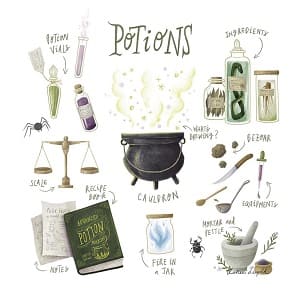 POTIONS
POTION
VIALS
INGREDIENTS
WHAT'S
BREWING?
BEZOAR
SCALE
RECIPE
BOOK
CAULDRON
EQUIPMENT
ADVANCED
POTION
MAKING
NOTES
FIRE IN
A JAR
MORTAR AND
PESTLE